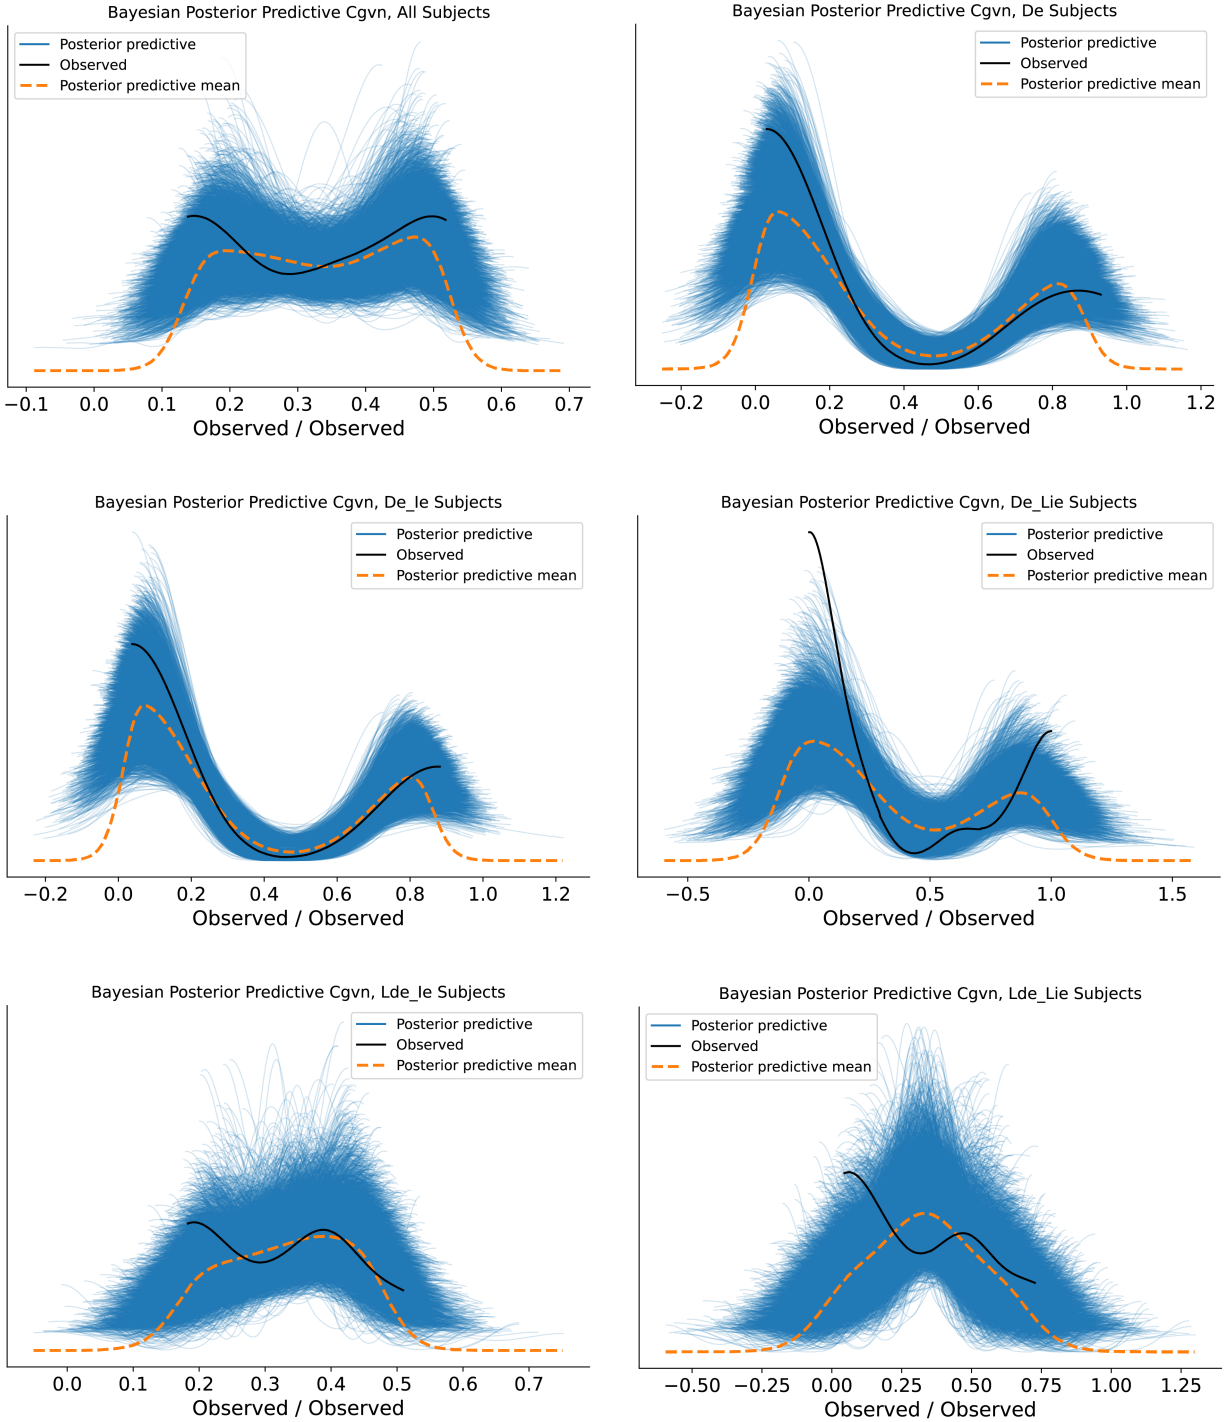 Bayesian Posterior Predictive Cgvn, All Subjects
Posterior predictive
Observed
Posterior predictive mean
−0.1 0.0 0.1 0.2 0.3 0.4 0.5 0.6 0.7
Observed / Observed
Bayesian Posterior Predictive Cgvn, De Subjects
Posterior predictive
Observed
Posterior predictive mean
−0.2 0.0 0.2 0.4 0.6 0.8 1.0 1.2
Observed / Observed
Bayesian Posterior Predictive Cgvn, De_Ie Subjects
Posterior predictive
Observed
Posterior predictive mean
−0.2 0.0 0.2 0.4 0.6 0.8 1.0 1.2
Observed / Observed
Bayesian Posterior Predictive Cgvn, De_Lie Subjects
Posterior predictive
Observed
Posterior predictive mean
−0.5 0.0 0.5 1.0 1.5
Observed / Observed
Bayesian Posterior Predictive Cgvn, Lde_Ie Subjects
Posterior predictive
Observed
Posterior predictive mean
0.0 0.1 0.2 0.3 0.4 0.5 0.6 0.7
Observed / Observed
Bayesian Posterior Predictive Cgvn, Lde_Lie Subjects
Posterior predictive
Observed
Posterior predictive mean
−0.50 −0.25 0.00 0.25 0.50 0.75 1.00 1.25
Observed / Observed